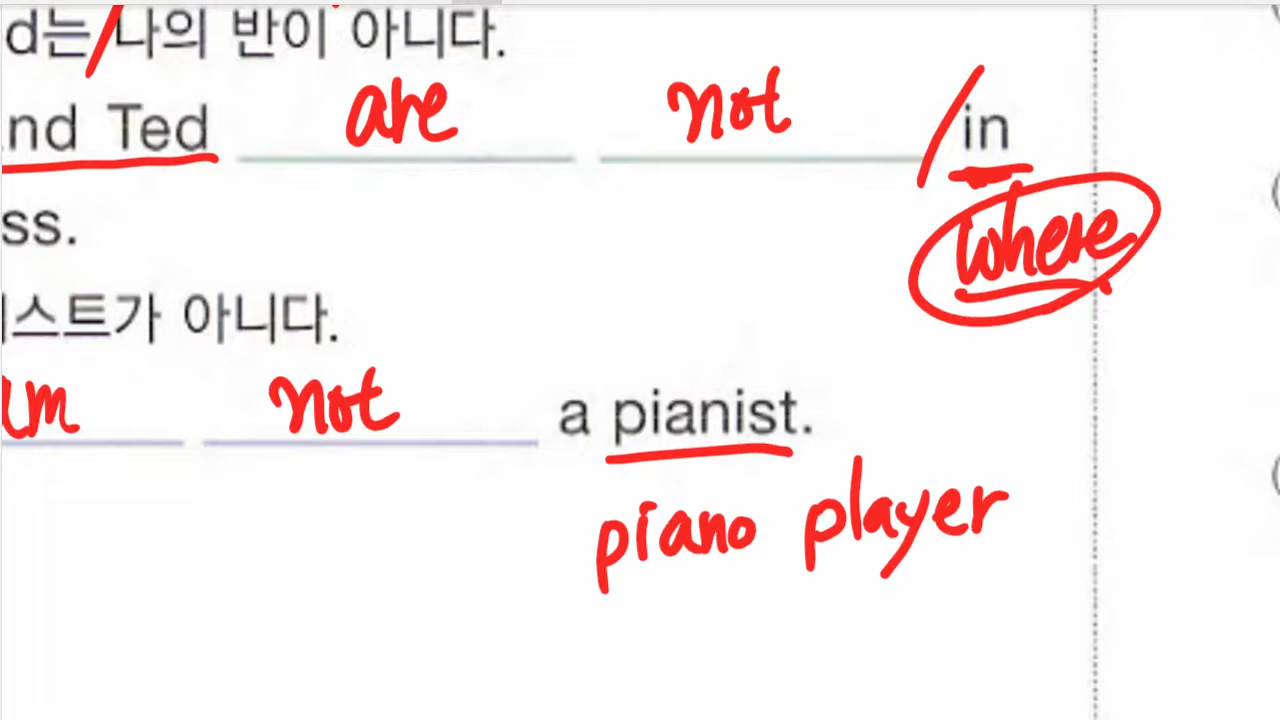 d는 나의 반이 아니다.
nd Ted are not in
where
ss.
스트가 아니다.
am not a pianist.
piano player